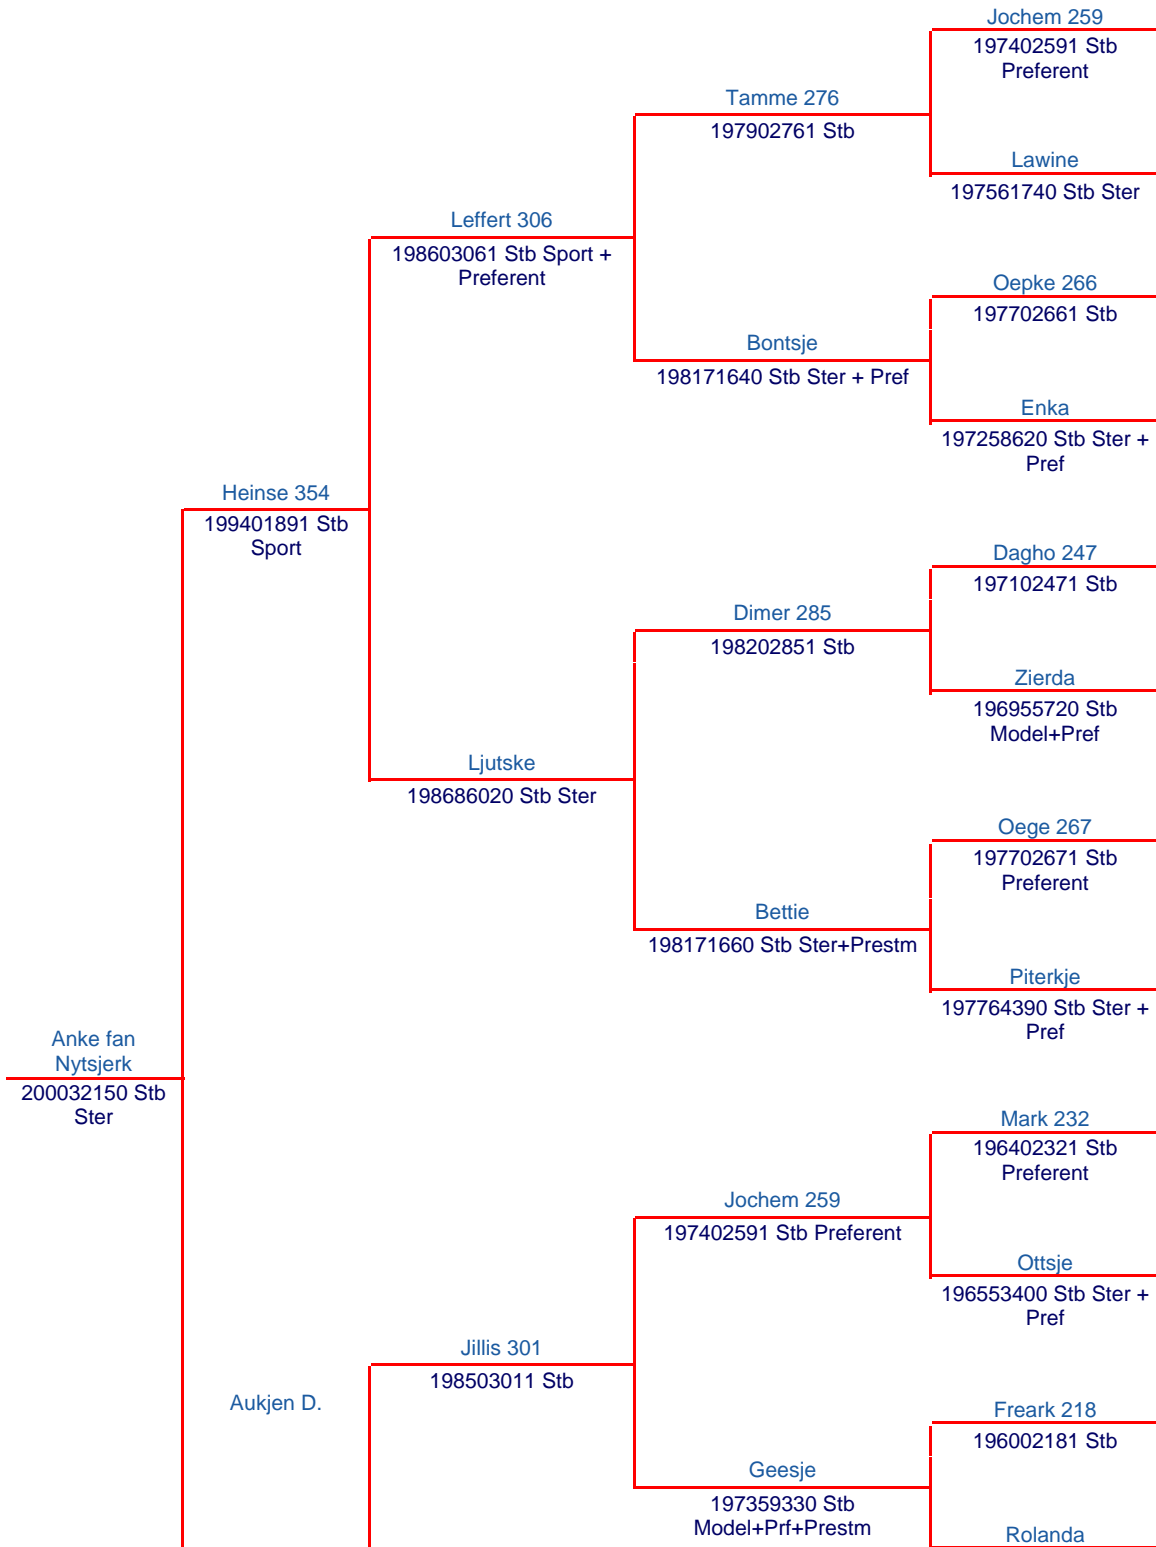 Jochem 259
197402591 Stb
Preferent
Tamme 276
197902761 Stb
Lawine
197561740 Stb Ster
Leffert 306
198603061 Stb Sport +
Preferent
Oepke 266
197702661 Stb
Bontsje
198171640 Stb Ster + Pref
Enka
197258620 Stb Ster +
Pref
Heinse 354
199401891 Stb
Sport
Dagho 247
197102471 Stb
Dimer 285
198202851 Stb
Zierda
196955720 Stb
Model+Pref
Ljutske
198686020 Stb Ster
Oege 267
197702671 Stb
Preferent
Bettie
198171660 Stb Ster+Prestm
Piterkje
197764390 Stb Ster +
Pref
Anke fan
Nytsjerk
200032150 Stb
Ster
Mark 232
196402321 Stb
Preferent
Jochem 259
197402591 Stb Preferent
Ottsje
196553400 Stb Ster +
Pref
Jillis 301
198503011 Stb
Aukjen D.
Freark 218
196002181 Stb
Geesje
197359330 Stb
Model+Prf+Prestm
Rolanda